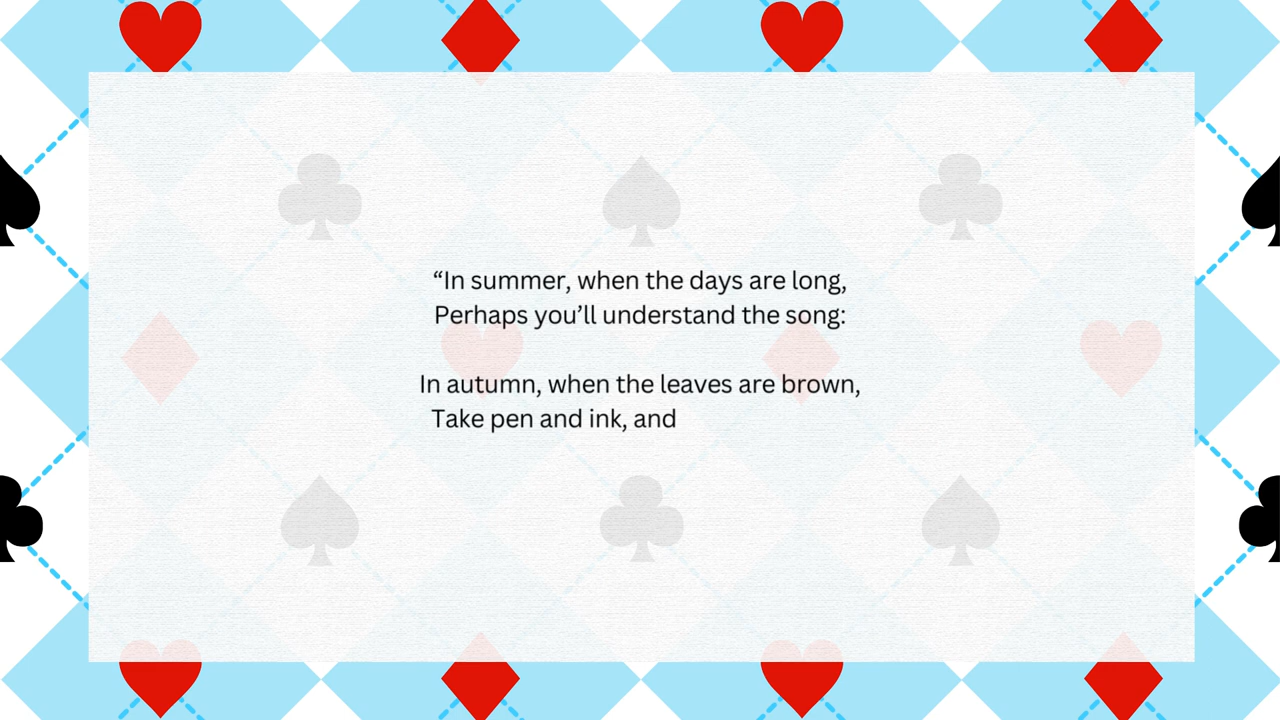 “In summer, when the days are long,
Perhaps you’ll understand the song:
In autumn, when the leaves are brown,
Take pen and ink, and